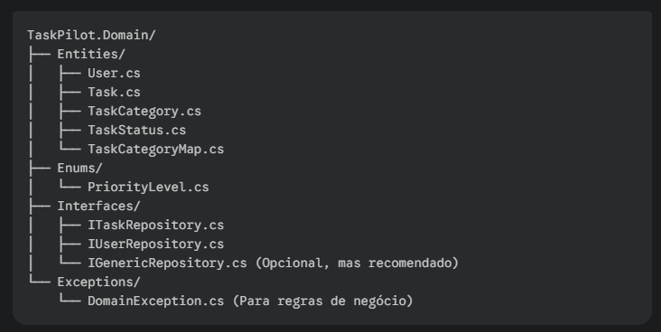 TaskPilot.Domain/
├── Entities/
│   ├── User.cs
│   ├── Task.cs
│   ├── TaskCategory.cs
│   ├── TaskStatus.cs
│   └── TaskCategoryMap.cs
├── Enums/
│   └── PriorityLevel.cs
├── Interfaces/
│   ├── ITaskRepository.cs
│   ├── IUserRepository.cs
│   └── IGenericRepository.cs (Opcional, mas recomendado)
└── Exceptions/
    └── DomainException.cs (Para regras de negócio)